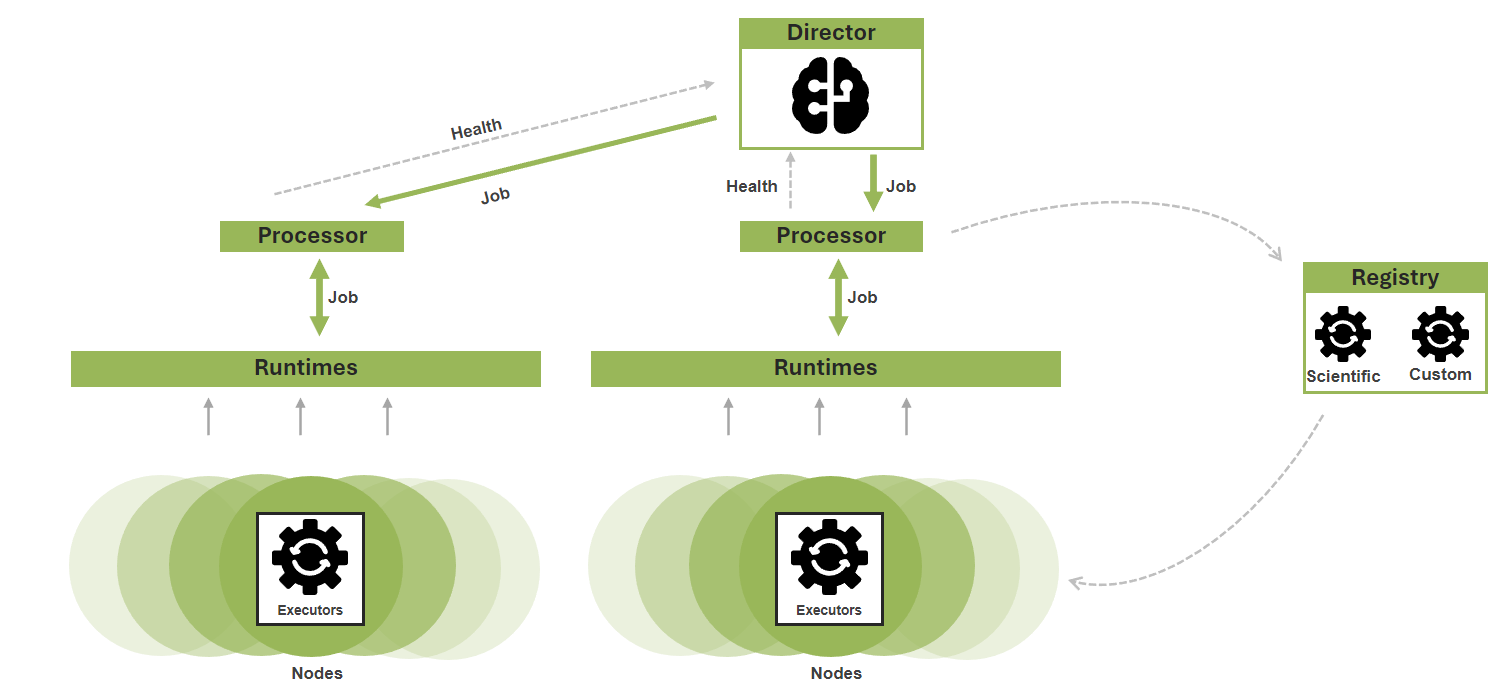 Director
Health
Job
Health
Job
Processor
Processor
Job
Job
Registry
Scientific
Custom
Runtimes
Runtimes
Executors
Executors
Nodes
Nodes